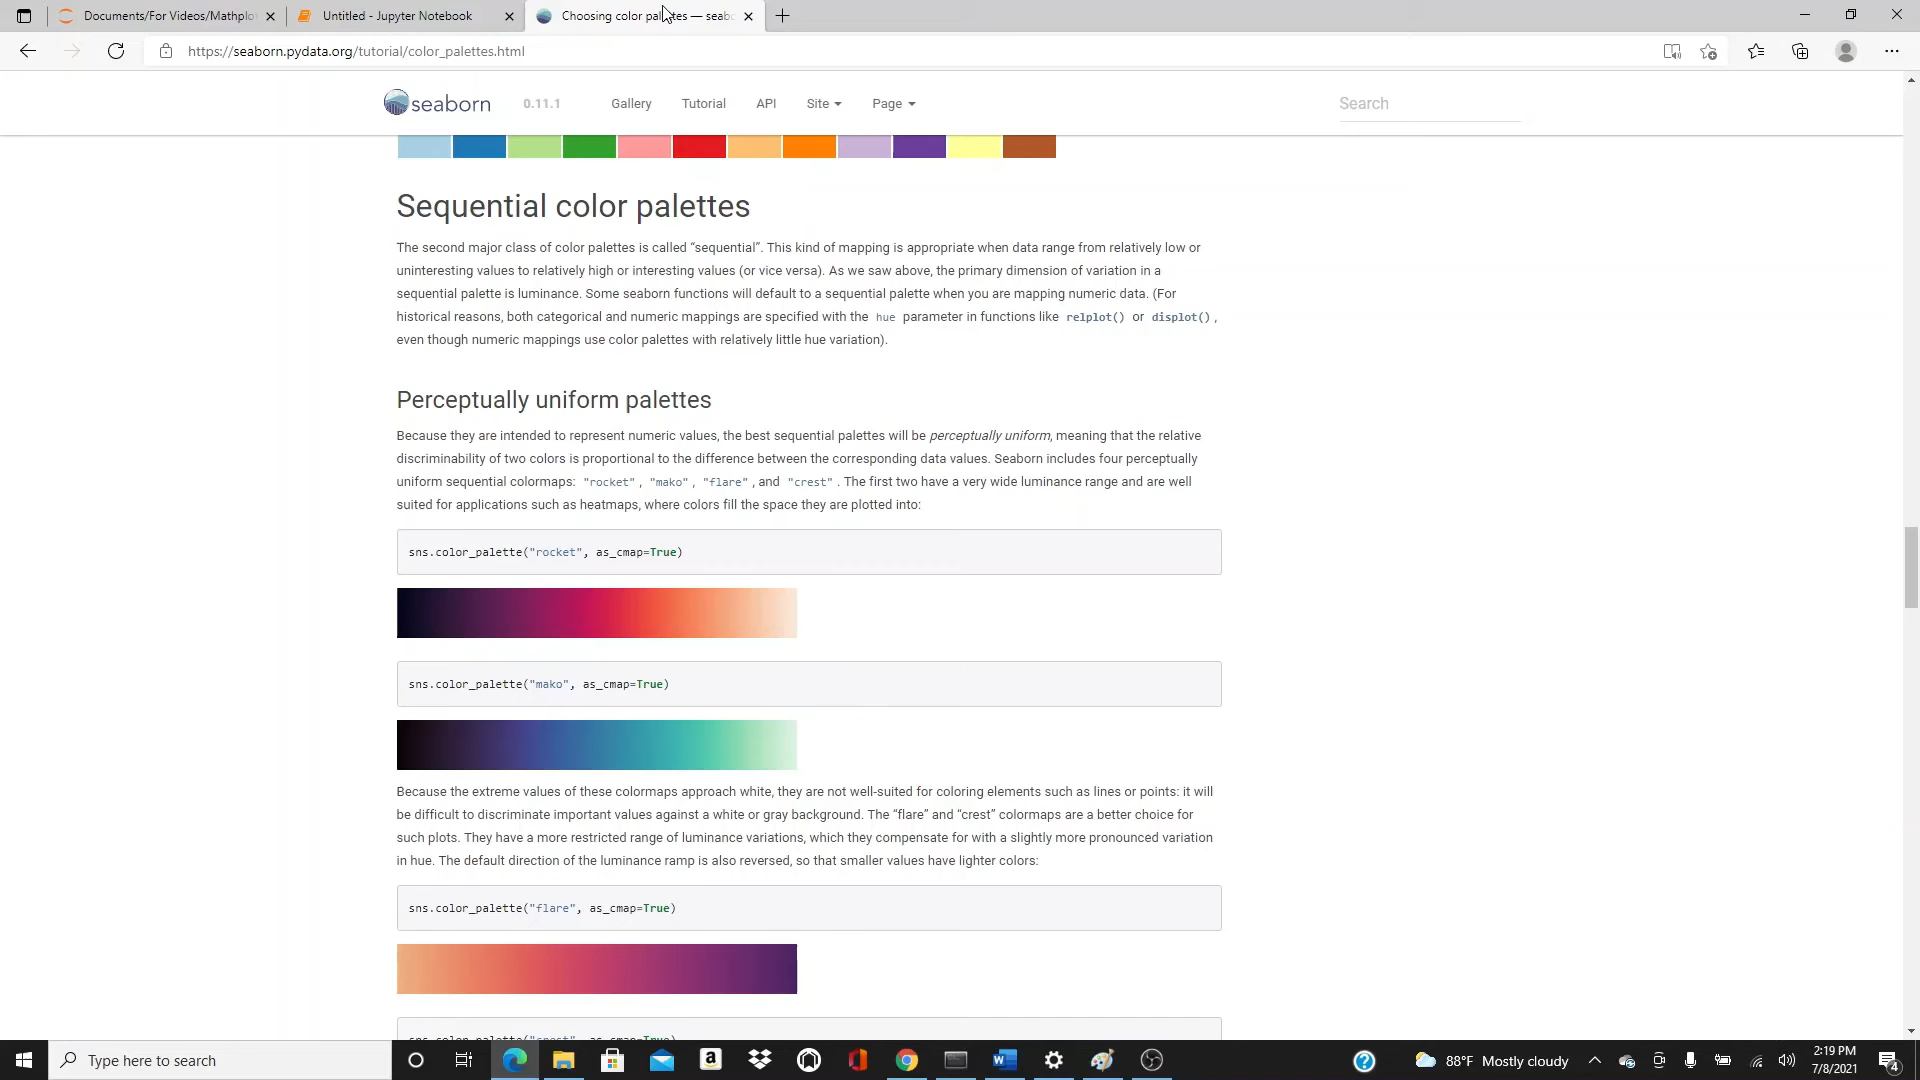 Documents/For Videos/Mathplo
Untitled - Jupyter Notebook
Choosing color palettes — seabo
https://seaborn.pydata.org/tutorial/color_palettes.html
seaborn 0.11.1 Gallery Tutorial API Site Page Search
Sequential color palettes
The second major class of color palettes is called “sequential”. This kind of mapping is appropriate when data range from relatively low or
uninteresting values to relatively high or interesting values (or vice versa). As we saw above, the primary dimension of variation in a
sequential palette is luminance. Some seaborn functions will default to a sequential palette when you are mapping numeric data. (For
historical reasons, both categorical and numeric mappings are specified with the hue parameter in functions like relplot() or displot(),
even though numeric mappings use color palettes with relatively little hue variation).
Perceptually uniform palettes
Because they are intended to represent numeric values, the best sequential palettes will be perceptually uniform, meaning that the relative
discriminability of two colors is proportional to the difference between the corresponding data values. Seaborn includes four perceptually
uniform sequential colormaps: "rocket", "mako", "flare", and "crest". The first two have a very wide luminance range and are well
suited for applications such as heatmaps, where colors fill the space they are plotted into:
sns.color_palette("rocket", as_cmap=True)
sns.color_palette("mako", as_cmap=True)
Because the extreme values of these colormaps approach white, they are not well-suited for coloring elements such as lines or points: it will
be difficult to discriminate important values against a white or gray background. The “flare” and “crest” colormaps are a better choice for
such plots. They have a more restricted range of luminance variations, which they compensate for with a slightly more pronounced variation
in hue. The default direction of the luminance ramp is also reversed, so that smaller values have lighter colors:
sns.color_palette("flare", as_cmap=True)
sns.color_palette("crest", as_cmap=True)
Type here to search
88°F Mostly cloudy
2:19 PM
7/8/2021
4